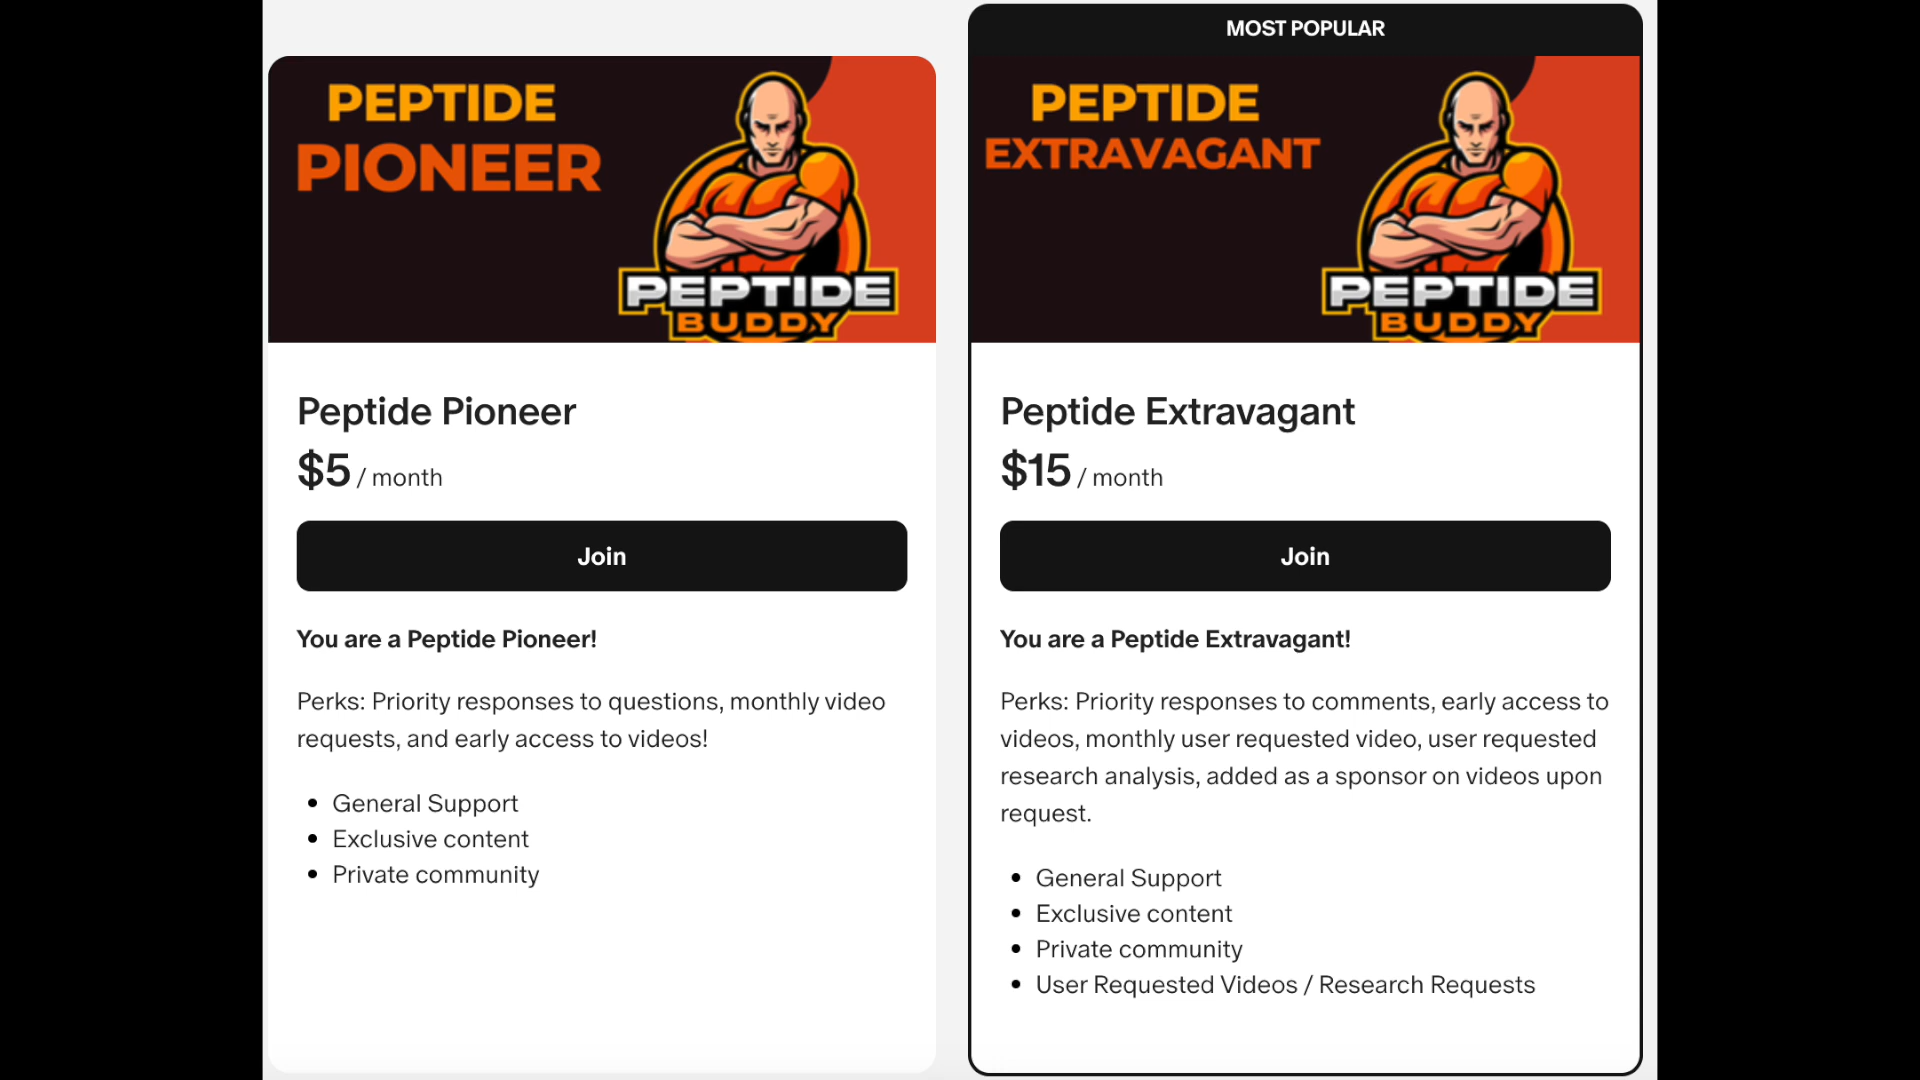 PEPTIDE
PIONEER
PEPTIDE
BUDDY
Peptide Pioneer
$5 / month
Join
You are a Peptide Pioneer!
Perks: Priority responses to questions, monthly video
requests, and early access to videos!
• General Support
• Exclusive content
• Private community
MOST POPULAR
PEPTIDE
EXTRAVAGANT
PEPTIDE
BUDDY
Peptide Extravagant
$15 / month
Join
You are a Peptide Extravagant!
Perks: Priority responses to comments, early access to
videos, monthly user requested video, user requested
research analysis, added as a sponsor on videos upon
request.
• General Support
• Exclusive content
• Private community
• User Requested Videos / Research Requests